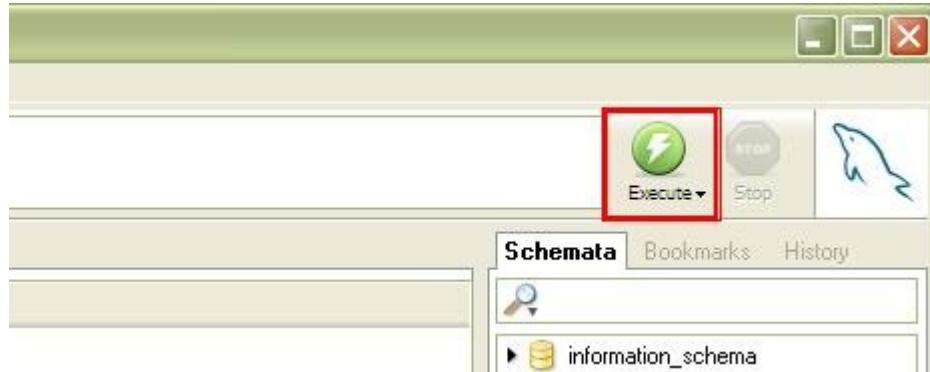 STOP
Execute Stop
Schemata Bookmarks History
information_schema